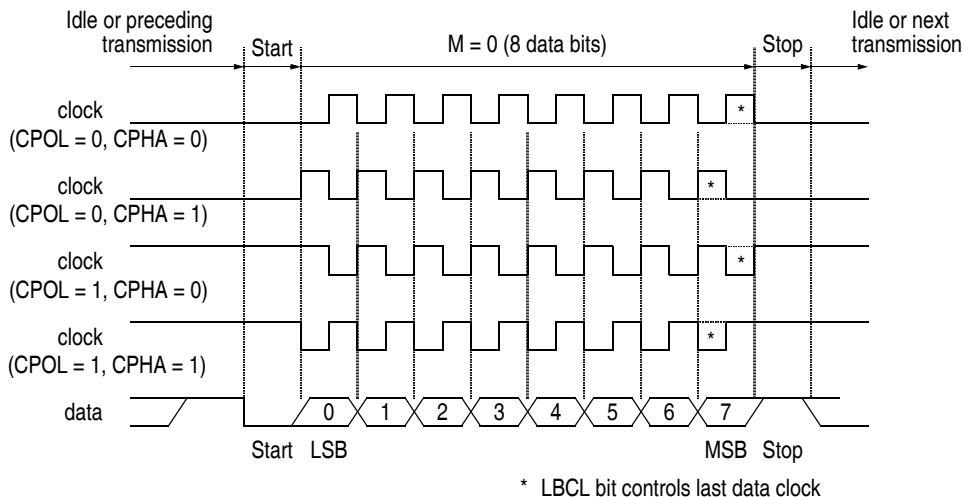 Idle or preceding
transmission
Start
M = 0 (8 data bits)
Stop
Idle or next
transmission
clock
(CPOL = 0, CPHA = 0)
*
clock
(CPOL = 0, CPHA = 1)
*
clock
(CPOL = 1, CPHA = 0)
*
clock
(CPOL = 1, CPHA = 1)
*
data
0 1 2 3 4 5 6 7
Start LSB MSB Stop
* LBCL bit controls last data clock